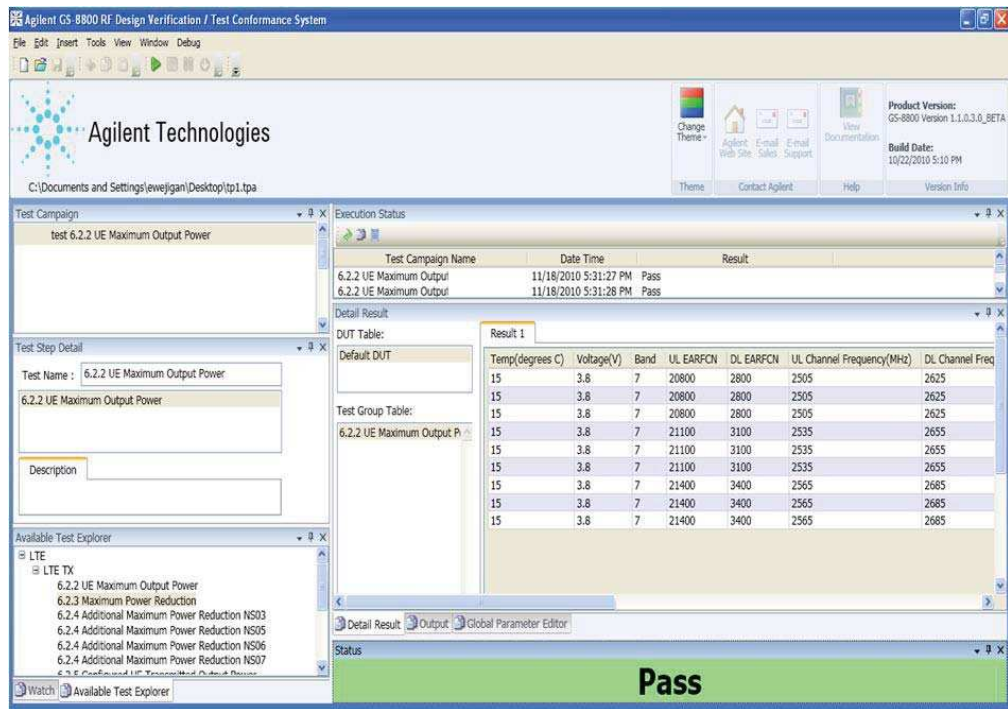 Agilent GS-8800 RF Design Verification / Test Conformance System
File Edit Insert Tools View Window Debug
Agilent Technologies
C:\Documents and Settings\ewejigan\Desktop\tp1.tpa
Change Theme
Theme
Agilent Web Site
E-mail Sales
E-mail Support
Contact Agilent
View Documentation
Help
Product Version:
GS-8800 Version 1.1.0.3.0_BETA
Build Date:
10/22/2010 5:10 PM
Version Info
Test Campaign
test 6.2.2 UE Maximum Output Power
Test Step Detail
Test Name : 6.2.2 UE Maximum Output Power
6.2.2 UE Maximum Output Power
Description
Available Test Explorer
LTE
LTE TX
6.2.2 UE Maximum Output Power
6.2.3 Maximum Power Reduction
6.2.4 Additional Maximum Power Reduction NS03
6.2.4 Additional Maximum Power Reduction NS05
6.2.4 Additional Maximum Power Reduction NS06
6.2.4 Additional Maximum Power Reduction NS07
Watch Available Test Explorer
Execution Status
Test Campaign Name Date Time Result
6.2.2 UE Maximum Output 11/18/2010 5:31:27 PM Pass
6.2.2 UE Maximum Output 11/18/2010 5:31:28 PM Pass
Detail Result
DUT Table:
Default DUT
Test Group Table:
6.2.2 UE Maximum Output P
Result 1
Temp(degrees C) Voltage(V) Band UL EARFCN DL EARFCN UL Channel Frequency(MHz) DL Channel Freq
15 3.8 7 20800 2800 2505 2625
15 3.8 7 20800 2800 2505 2625
15 3.8 7 20800 2800 2505 2625
15 3.8 7 21100 3100 2535 2655
15 3.8 7 21100 3100 2535 2655
15 3.8 7 21100 3100 2535 2655
15 3.8 7 21400 3400 2565 2685
15 3.8 7 21400 3400 2565 2685
15 3.8 7 21400 3400 2565 2685
Detail Result Output Global Parameter Editor
Status
Pass